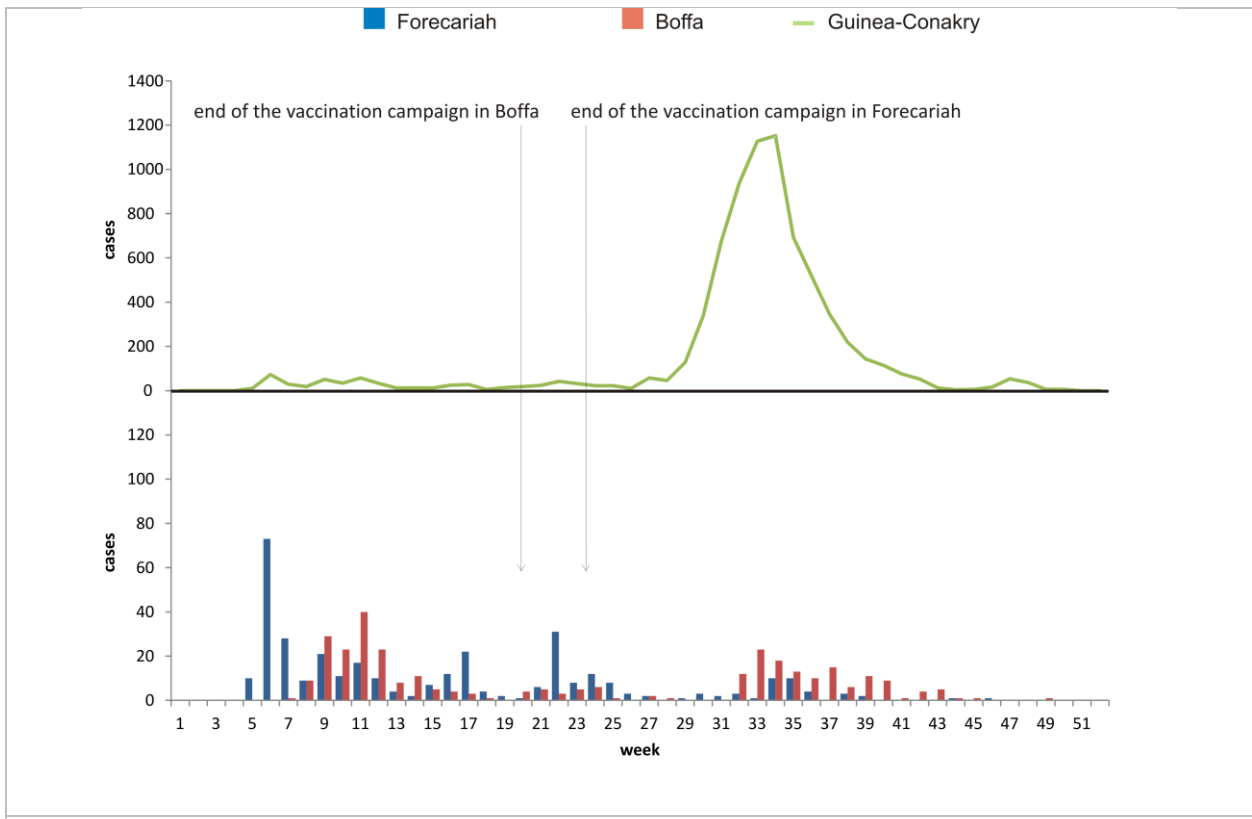 Forecariah Boffa Guinea-Conakry
end of the vaccination campaign in Boffa end of the vaccination campaign in Forecariah
1400
1200
1000
800
600
400
200
0
cases
120
100
80
60
40
20
0
cases
1 3 5 7 9 11 13 15 17 19 21 23 25 27 29 31 33 35 37 39 41 43 45 47 49 51
week